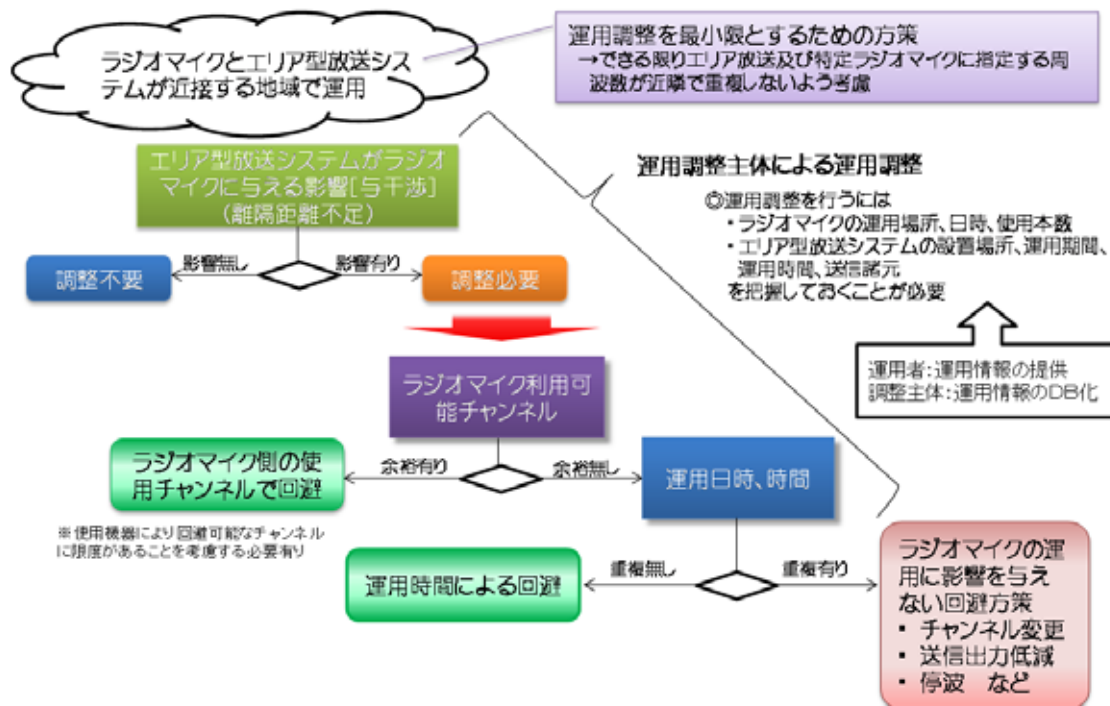 ラジオマイクとエリア型放送シス
テムが近接する地域で運用
運用調整を最小限とするための方策
→できる限りエリア放送及び特定ラジオマイクに指定する周
波数が近隣で重複しないよう考慮
エリア型放送システムがラジオ
マイクに与える影響[与干渉]
(離隔距離不足)
運用調整主体による運用調整
◎運用調整を行うには
・ラジオマイクの運用場所、日時、使用本数
・エリア型放送システムの設置場所、運用期間、
運用時間、送信諸元
を把握しておくことが必要
調整不要
影響無し
影響有り
調整必要
運用者:運用情報の提供
調整主体:運用情報のDB化
ラジオマイク利用可
能チャンネル
ラジオマイク側の使
用チャンネルで回避
余裕有り
余裕無し
運用日時、時間
※使用機器により回避可能なチャンネル
に限度があることを考慮する必要有り
運用時間による回避
重複無し
重複有り
ラジオマイクの運
用に影響を与え
ない回避方策
・ チャンネル変更
・ 送信出力低減
・ 停波 など